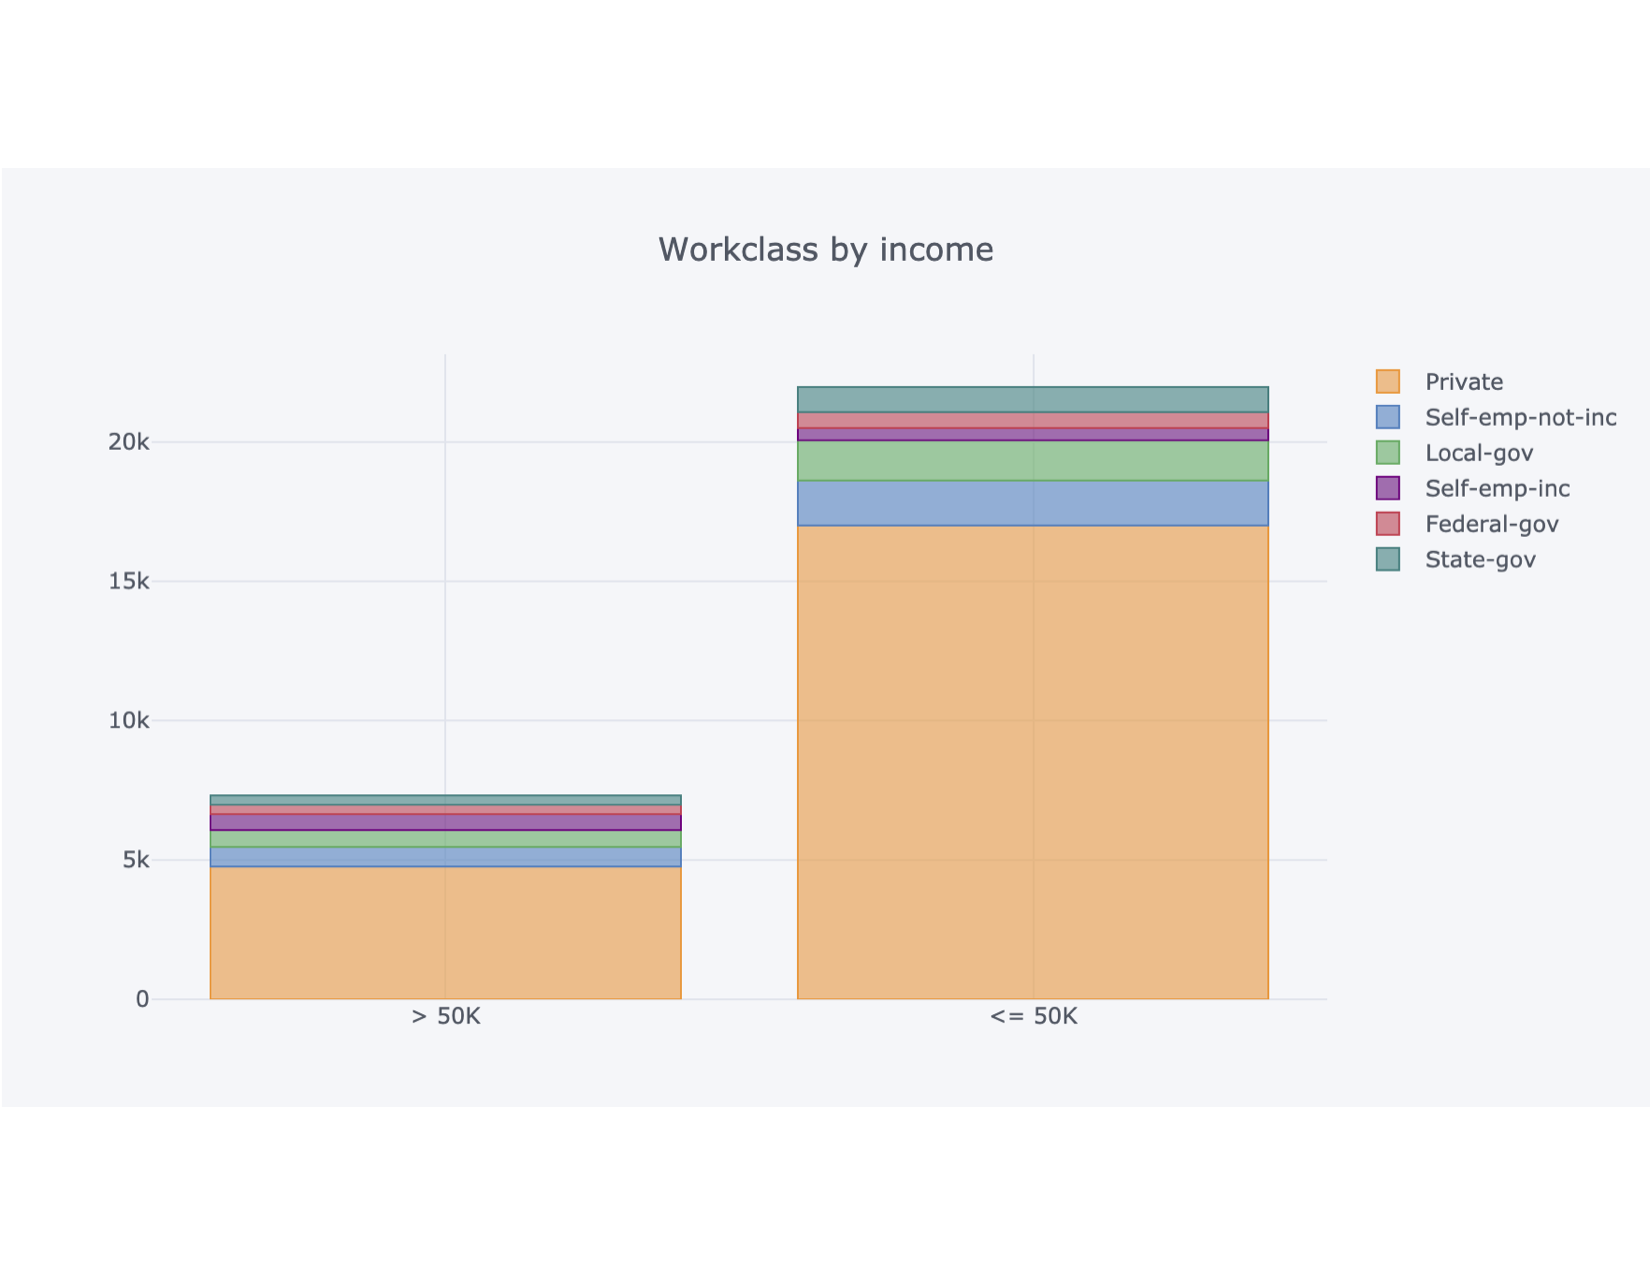 Workclass by income
20k
15k
10k
5k
0
> 50K
<= 50K
Private
Self-emp-not-inc
Local-gov
Self-emp-inc
Federal-gov
State-gov